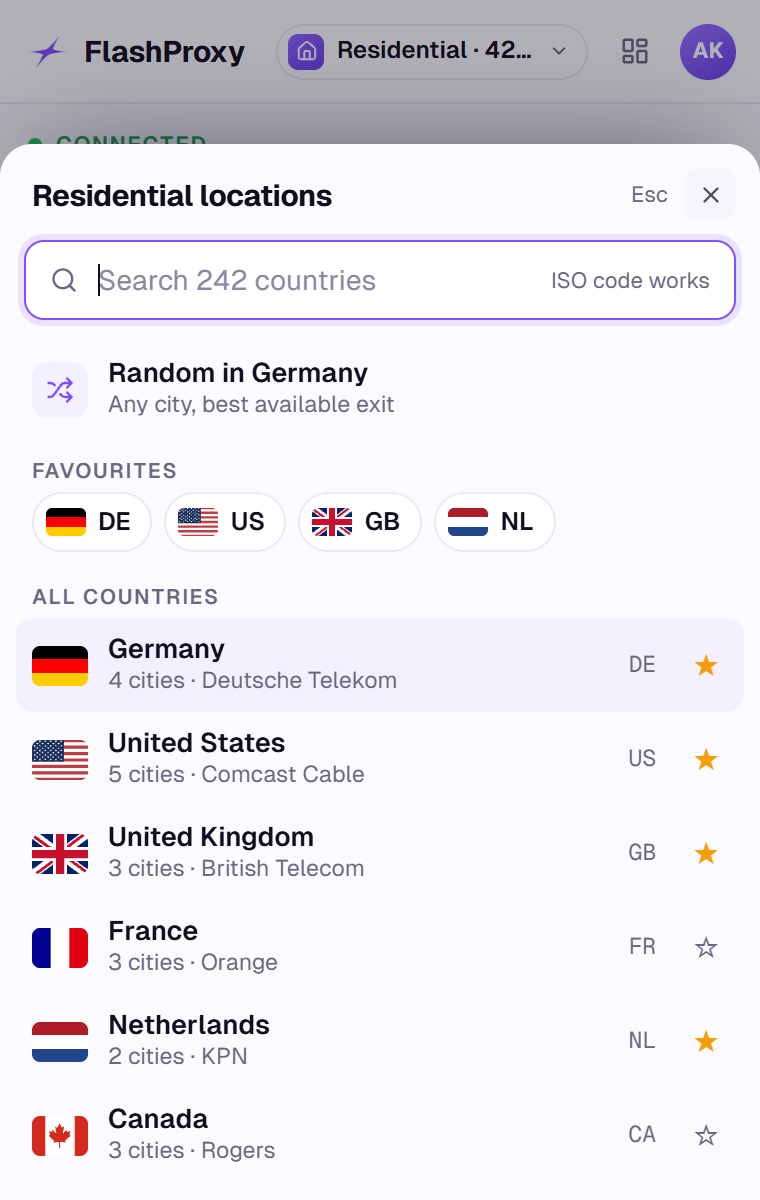 FlashProxy
Residential · 42...
AK
CONNECTED
Residential locations
Esc
Search 242 countries
ISO code works
Random in Germany
Any city, best available exit
FAVOURITES
DE
US
GB
NL
ALL COUNTRIES
Germany
4 cities · Deutsche Telekom
DE
United States
5 cities · Comcast Cable
US
United Kingdom
3 cities · British Telecom
GB
France
3 cities · Orange
FR
Netherlands
2 cities · KPN
NL
Canada
3 cities · Rogers
CA